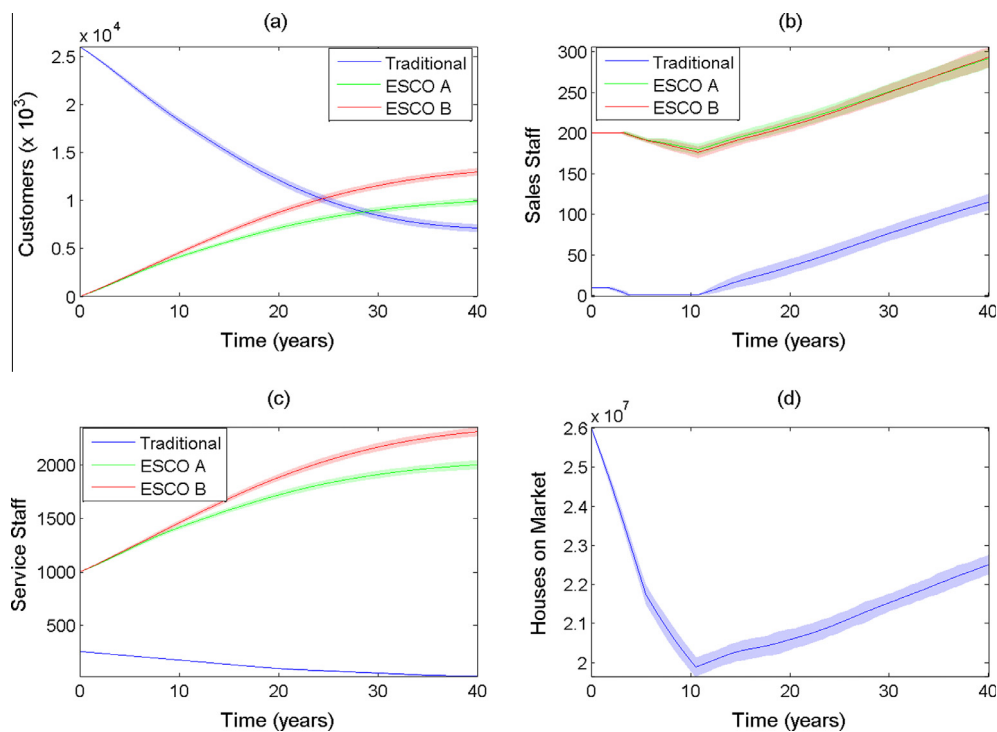 (a)
x 10^4
2.5
2
1.5
1
0.5
0
0 10 20 30 40
Customers (x 10^3)
Time (years)
Traditional
ESCO A
ESCO B
(b)
300
250
200
150
100
50
0
0 10 20 30 40
Sales Staff
Time (years)
Traditional
ESCO A
ESCO B
(c)
2000
1500
1000
500
0 10 20 30 40
Service Staff
Time (years)
Traditional
ESCO A
ESCO B
(d)
x 10^7
2.6
2.5
2.4
2.3
2.2
2.1
2
0 10 20 30 40
Houses on Market
Time (years)